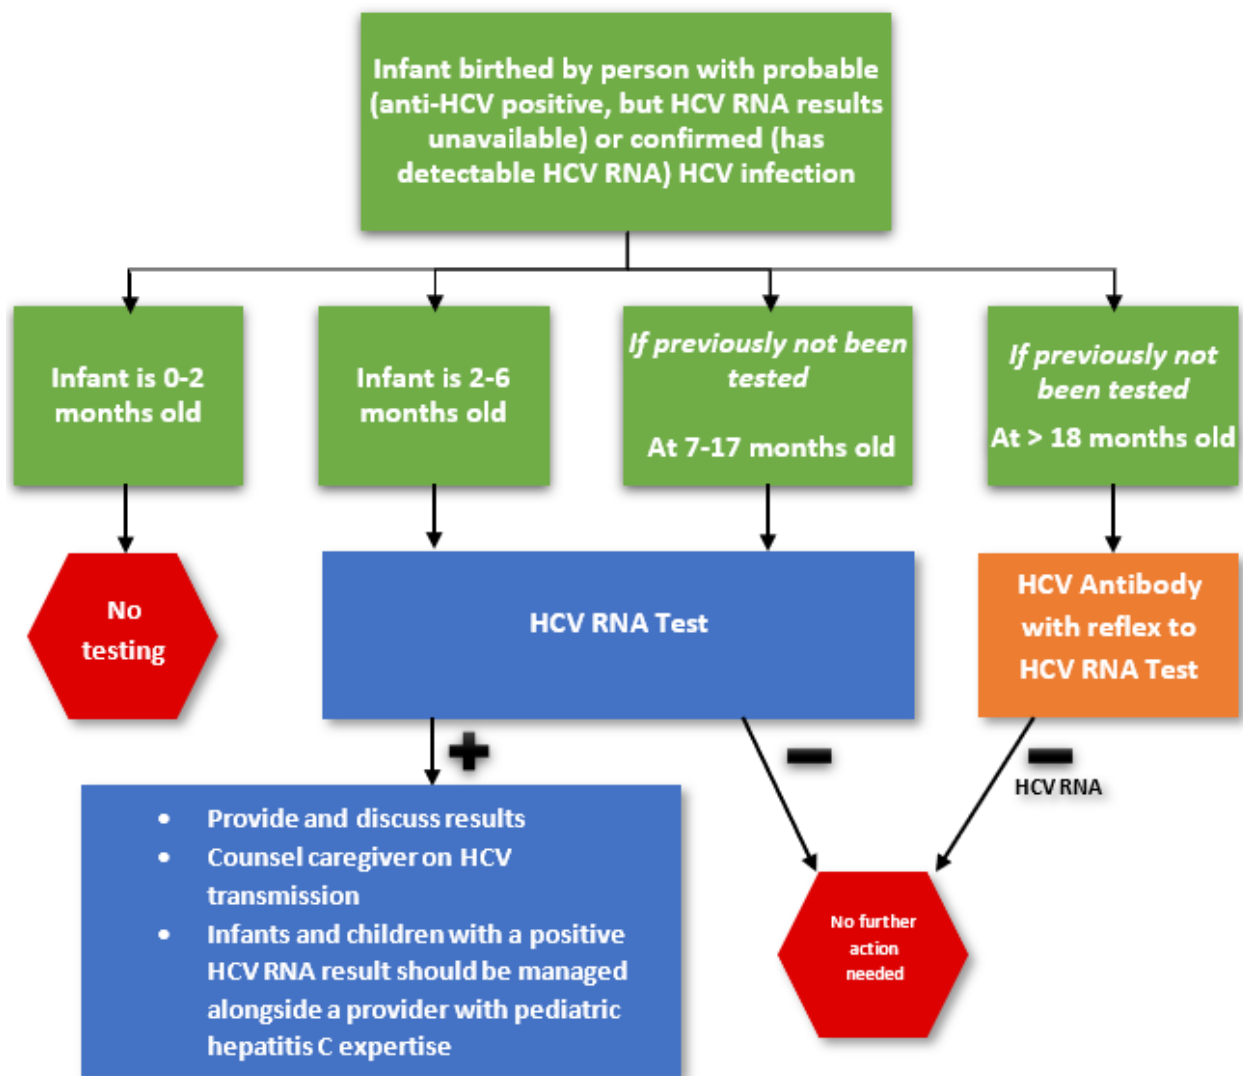 Infant birthed by person with probable
(anti-HCV positive, but HCV RNA results
unavailable) or confirmed (has
detectable HCV RNA) HCV infection
Infant is 0-2
months old
Infant is 2-6
months old
If previously not been
tested
At 7-17 months old
If previously not
been tested
At > 18 months old
No
testing
HCV RNA Test
HCV Antibody
with reflex to
HCV RNA Test
+
−
−
HCV RNA
• Provide and discuss results
• Counsel caregiver on HCV
transmission
• Infants and children with a positive
HCV RNA result should be managed
alongside a provider with pediatric
hepatitis C expertise
No further
action
needed